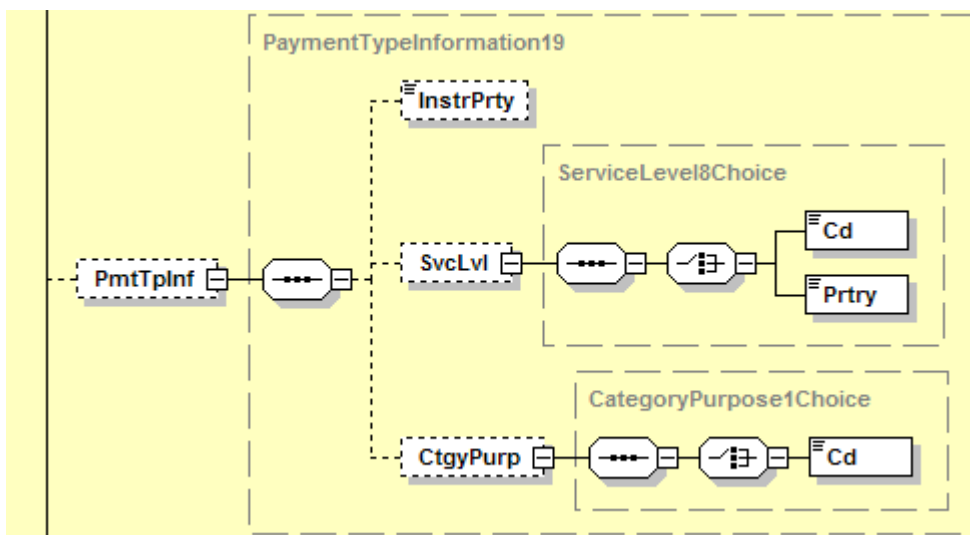 PaymentTypeInformation19
InstrPrty
ServiceLevel8Choice
Cd
PmtTpInf
SvcLvl
Prtry
CategoryPurpose1Choice
CtgyPurp
Cd